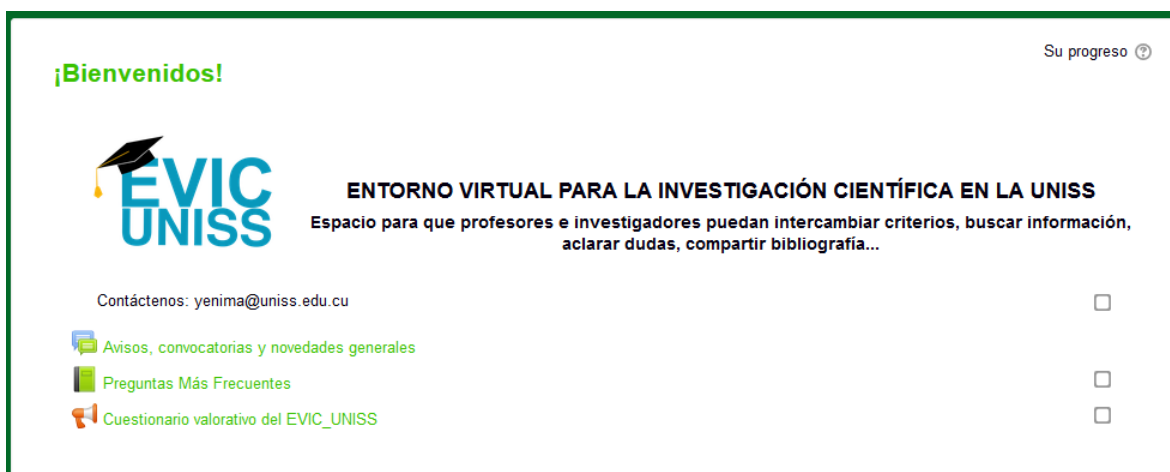 Su progreso
¡Bienvenidos!
EVIC
UNISS
ENTORNO VIRTUAL PARA LA INVESTIGACIÓN CIENTÍFICA EN LA UNISS
Espacio para que profesores e investigadores puedan intercambiar criterios, buscar información,
aclarar dudas, compartir bibliografía...
Contáctenos: yenima@uniss.edu.cu
Avisos, convocatorias y novedades generales
Preguntas Más Frecuentes
Cuestionario valorativo del EVIC_UNISS